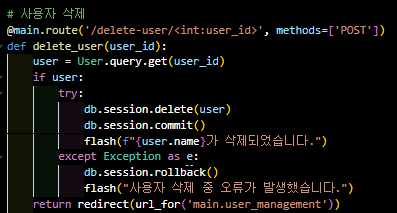 # 사용자 삭제
@main.route('/delete-user/<int:user_id>', methods=['POST'])
def delete_user(user_id):
    user = User.query.get(user_id)
    if user:
        try:
            db.session.delete(user)
            db.session.commit()
            flash(f"{user.name}가 삭제되었습니다.")
        except Exception as e:
            db.session.rollback()
            flash("사용자 삭제 중 오류가 발생했습니다.")
    return redirect(url_for('main.user_management'))